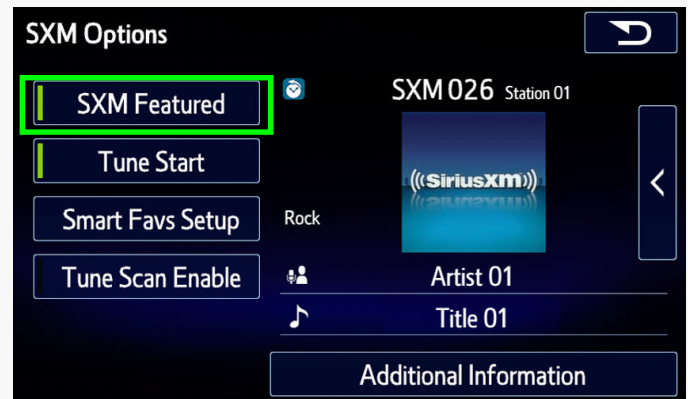 SXM Options
SXM Featured
SXM 026 Station 01
Tune Start
((SiriusXM))
Smart Favs Setup
Rock
Tune Scan Enable
Artist 01
Title 01
Additional Information